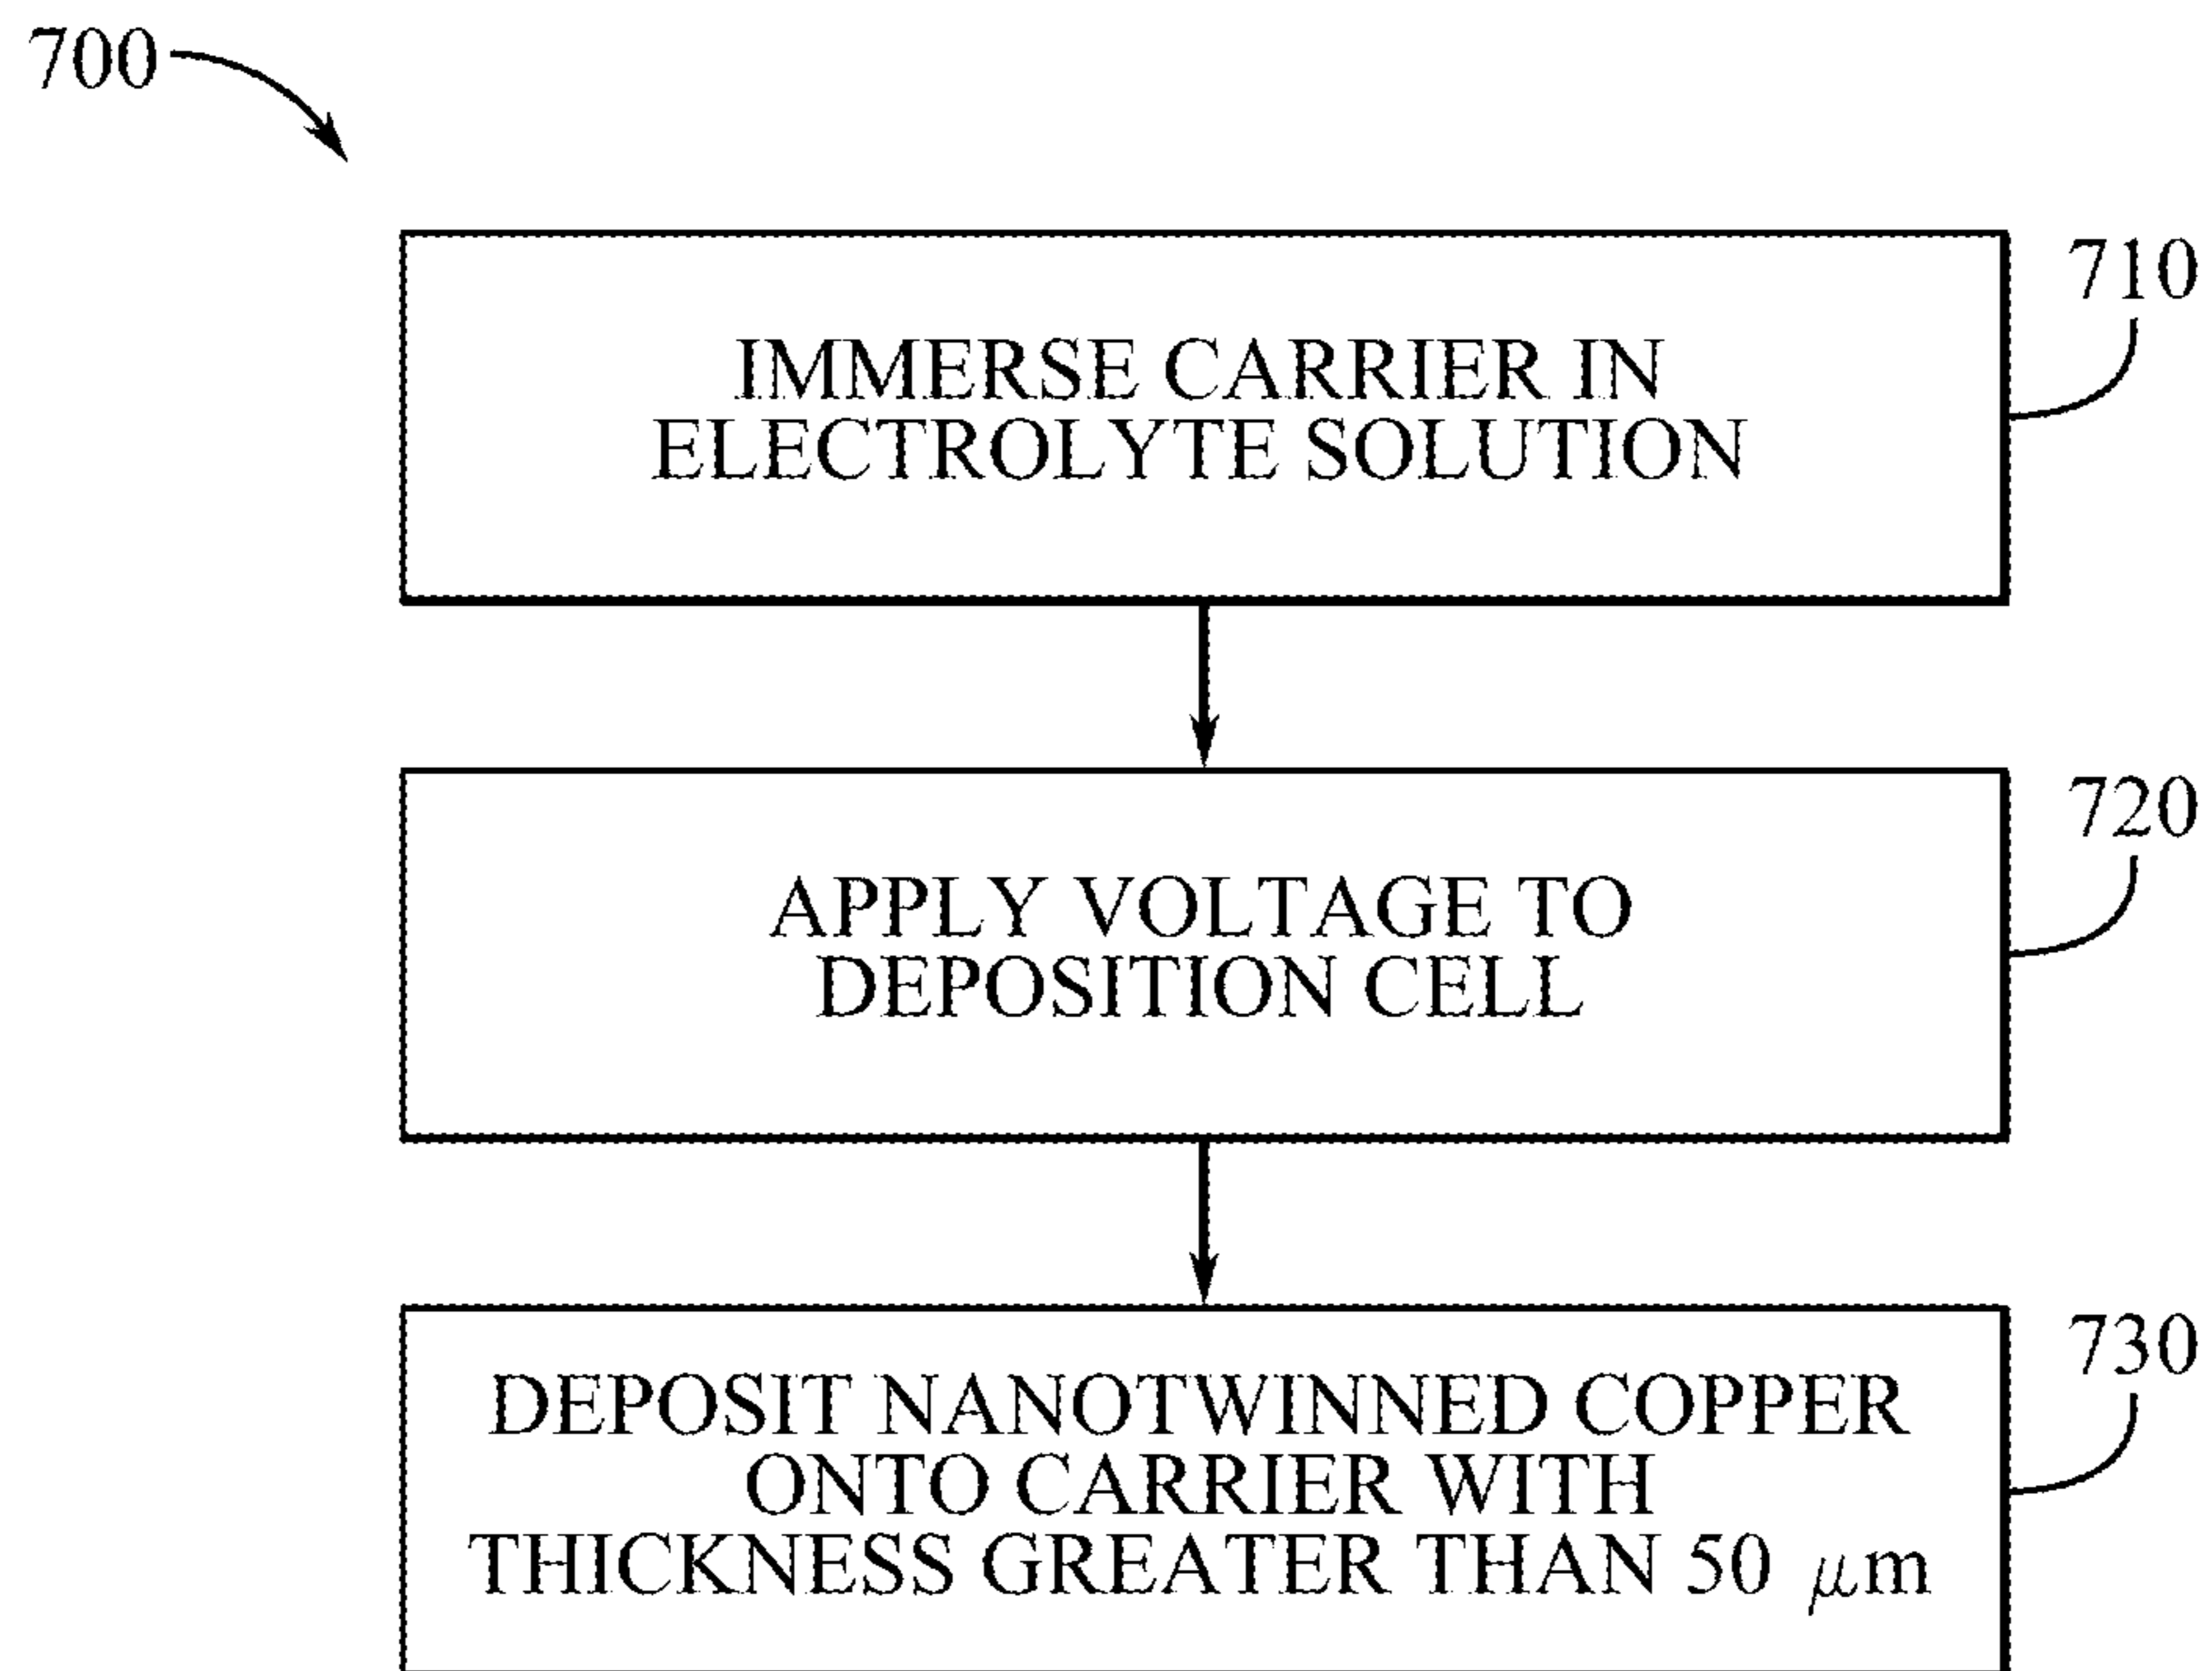 700
710
IMMERSE CARRIER IN
ELECTROLYTE SOLUTION
720
APPLY VOLTAGE TO
DEPOSITION CELL
730
DEPOSIT NANOTWINNED COPPER
ONTO CARRIER WITH
THICKNESS GREATER THAN 50 μm